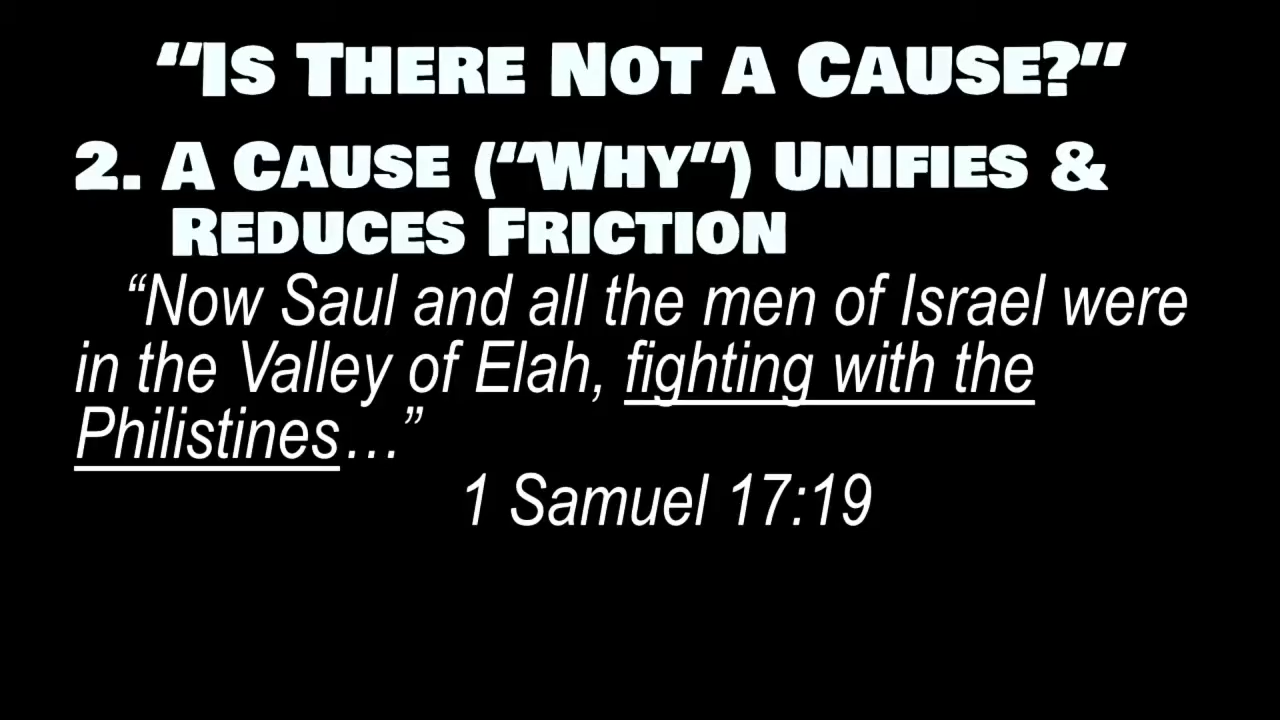 “Is There Not a Cause?”
2. A Cause (“Why”) Unifies &
Reduces Friction
“Now Saul and all the men of Israel were
in the Valley of Elah, fighting with the
Philistines…”
1 Samuel 17:19